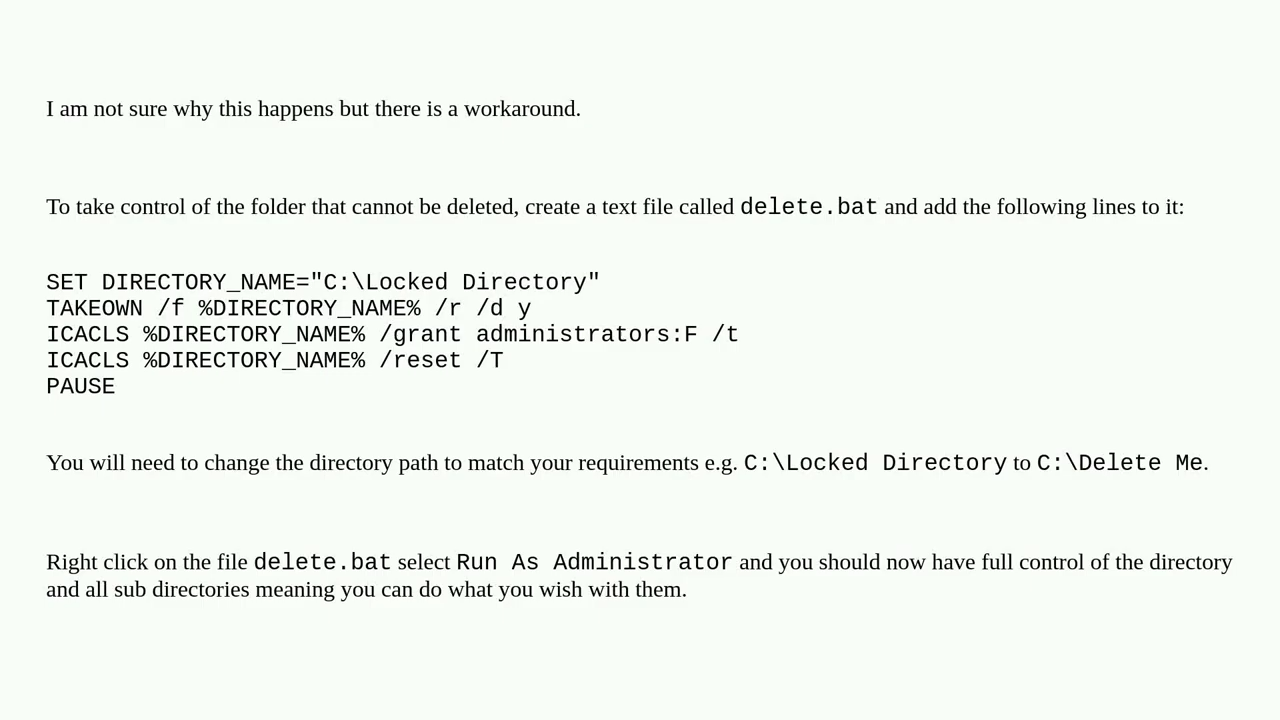 I am not sure why this happens but there is a workaround.
To take control of the folder that cannot be deleted, create a text file called delete.bat and add the following lines to it:
SET DIRECTORY_NAME="C:\Locked Directory"
TAKEOWN /f %DIRECTORY_NAME% /r /d y
ICACLS %DIRECTORY_NAME% /grant administrators:F /t
ICACLS %DIRECTORY_NAME% /reset /T
PAUSE
You will need to change the directory path to match your requirements e.g. C:\Locked Directory to C:\Delete Me.
Right click on the file delete.bat select Run As Administrator and you should now have full control of the directory
and all sub directories meaning you can do what you wish with them.